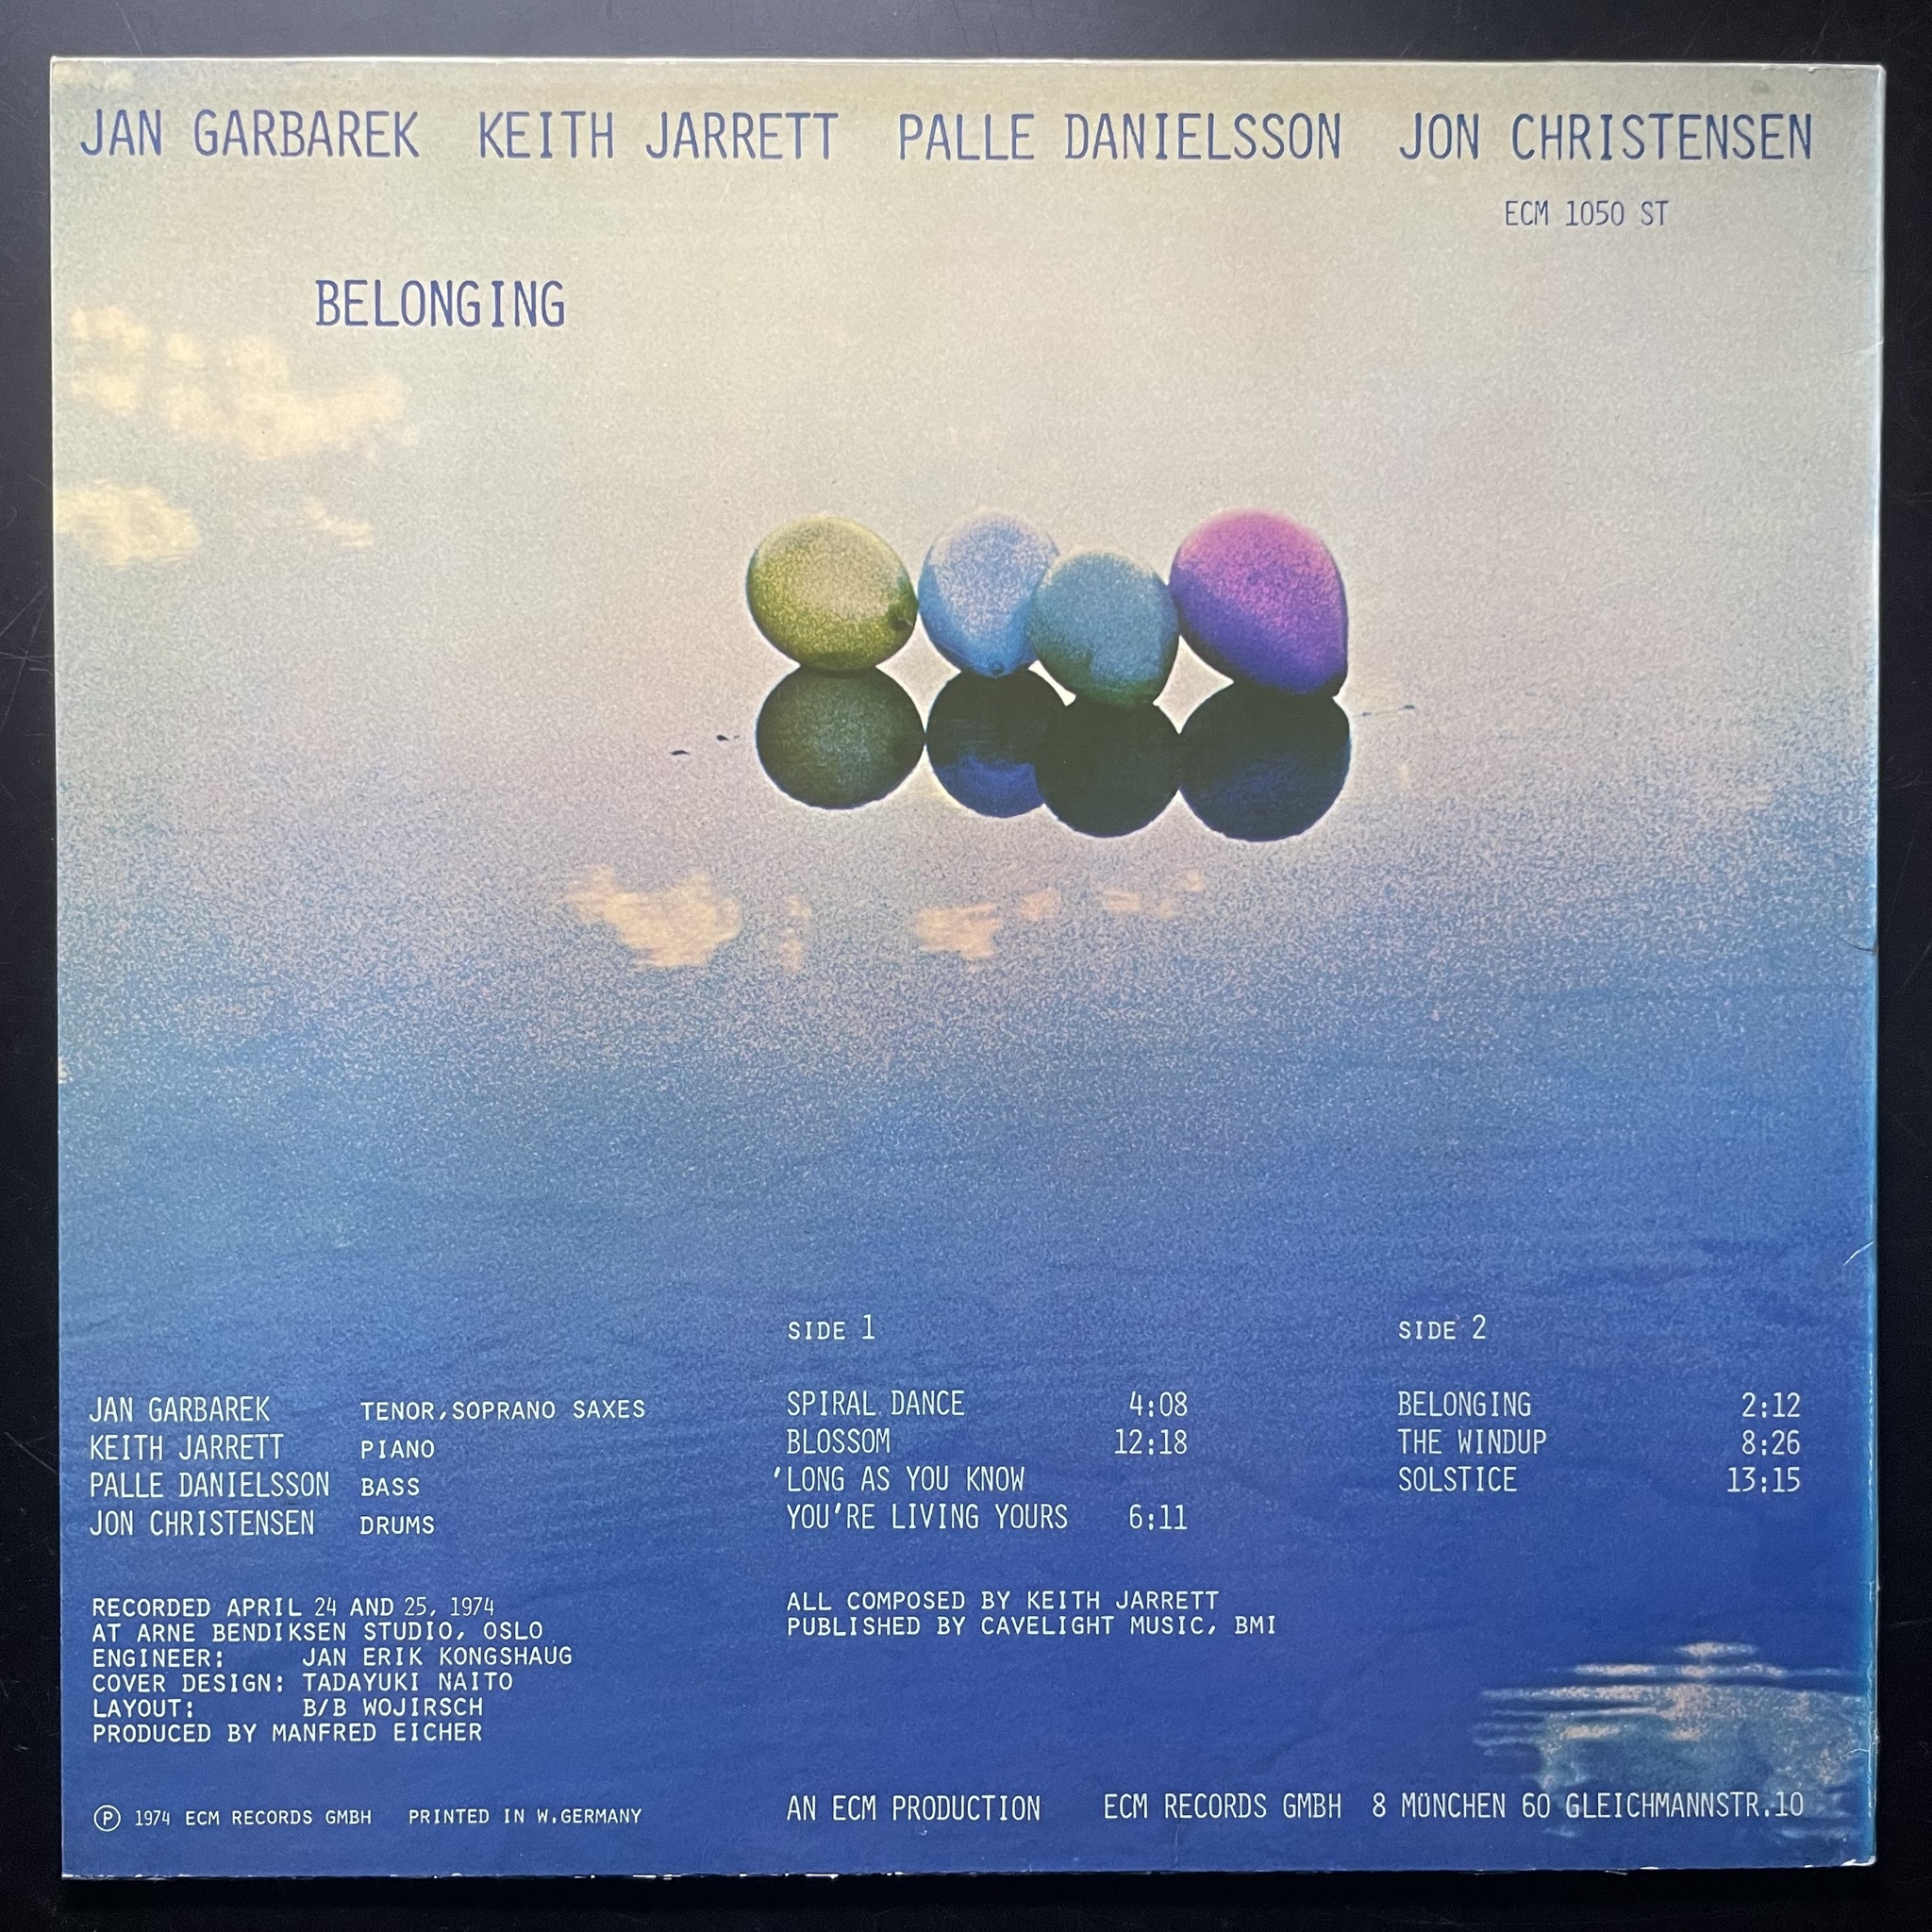 JAN GARBAREK KEITH JARRETT PALLE DANIELSSON JON CHRISTENSEN
ECM 1050 ST
BELONGING
SIDE 1
SPIRAL DANCE 4:08
BLOSSOM 12:18
'LONG AS YOU KNOW
YOU'RE LIVING YOURS 6:11
SIDE 2
BELONGING 2:12
THE WINDUP 8:26
SOLSTICE 13:15
JAN GARBAREK TENOR,SOPRANO SAXES
KEITH JARRETT PIANO
PALLE DANIELSSON BASS
JON CHRISTENSEN DRUMS
RECORDED APRIL 24 AND 25, 1974
AT ARNE BENDIKSEN STUDIO, OSLO
ENGINEER: JAN ERIK KONGSHAUG
COVER DESIGN: TADAYUKI NAITO
LAYOUT: B/B WOJIRSCH
PRODUCED BY MANFRED EICHER
ALL COMPOSED BY KEITH JARRETT
PUBLISHED BY CAVELIGHT MUSIC, BMI
℗ 1974 ECM RECORDS GMBH PRINTED IN W.GERMANY
AN ECM PRODUCTION ECM RECORDS GMBH 8 MÜNCHEN 60 GLEICHMANNSTR.10